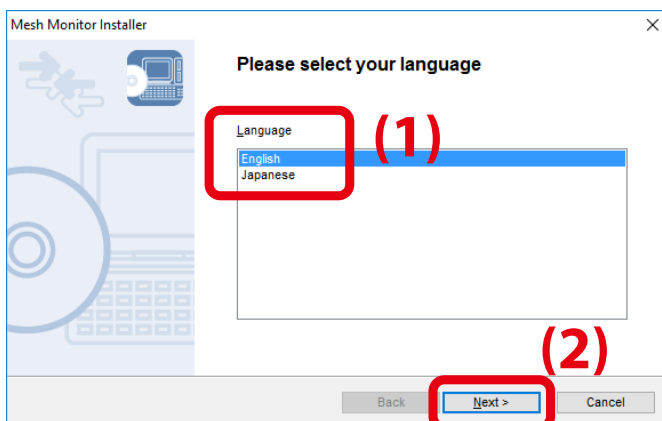 Mesh Monitor Installer
Please select your language
Language
(1)
English
Japanese
(2)
Back
Next >
Cancel